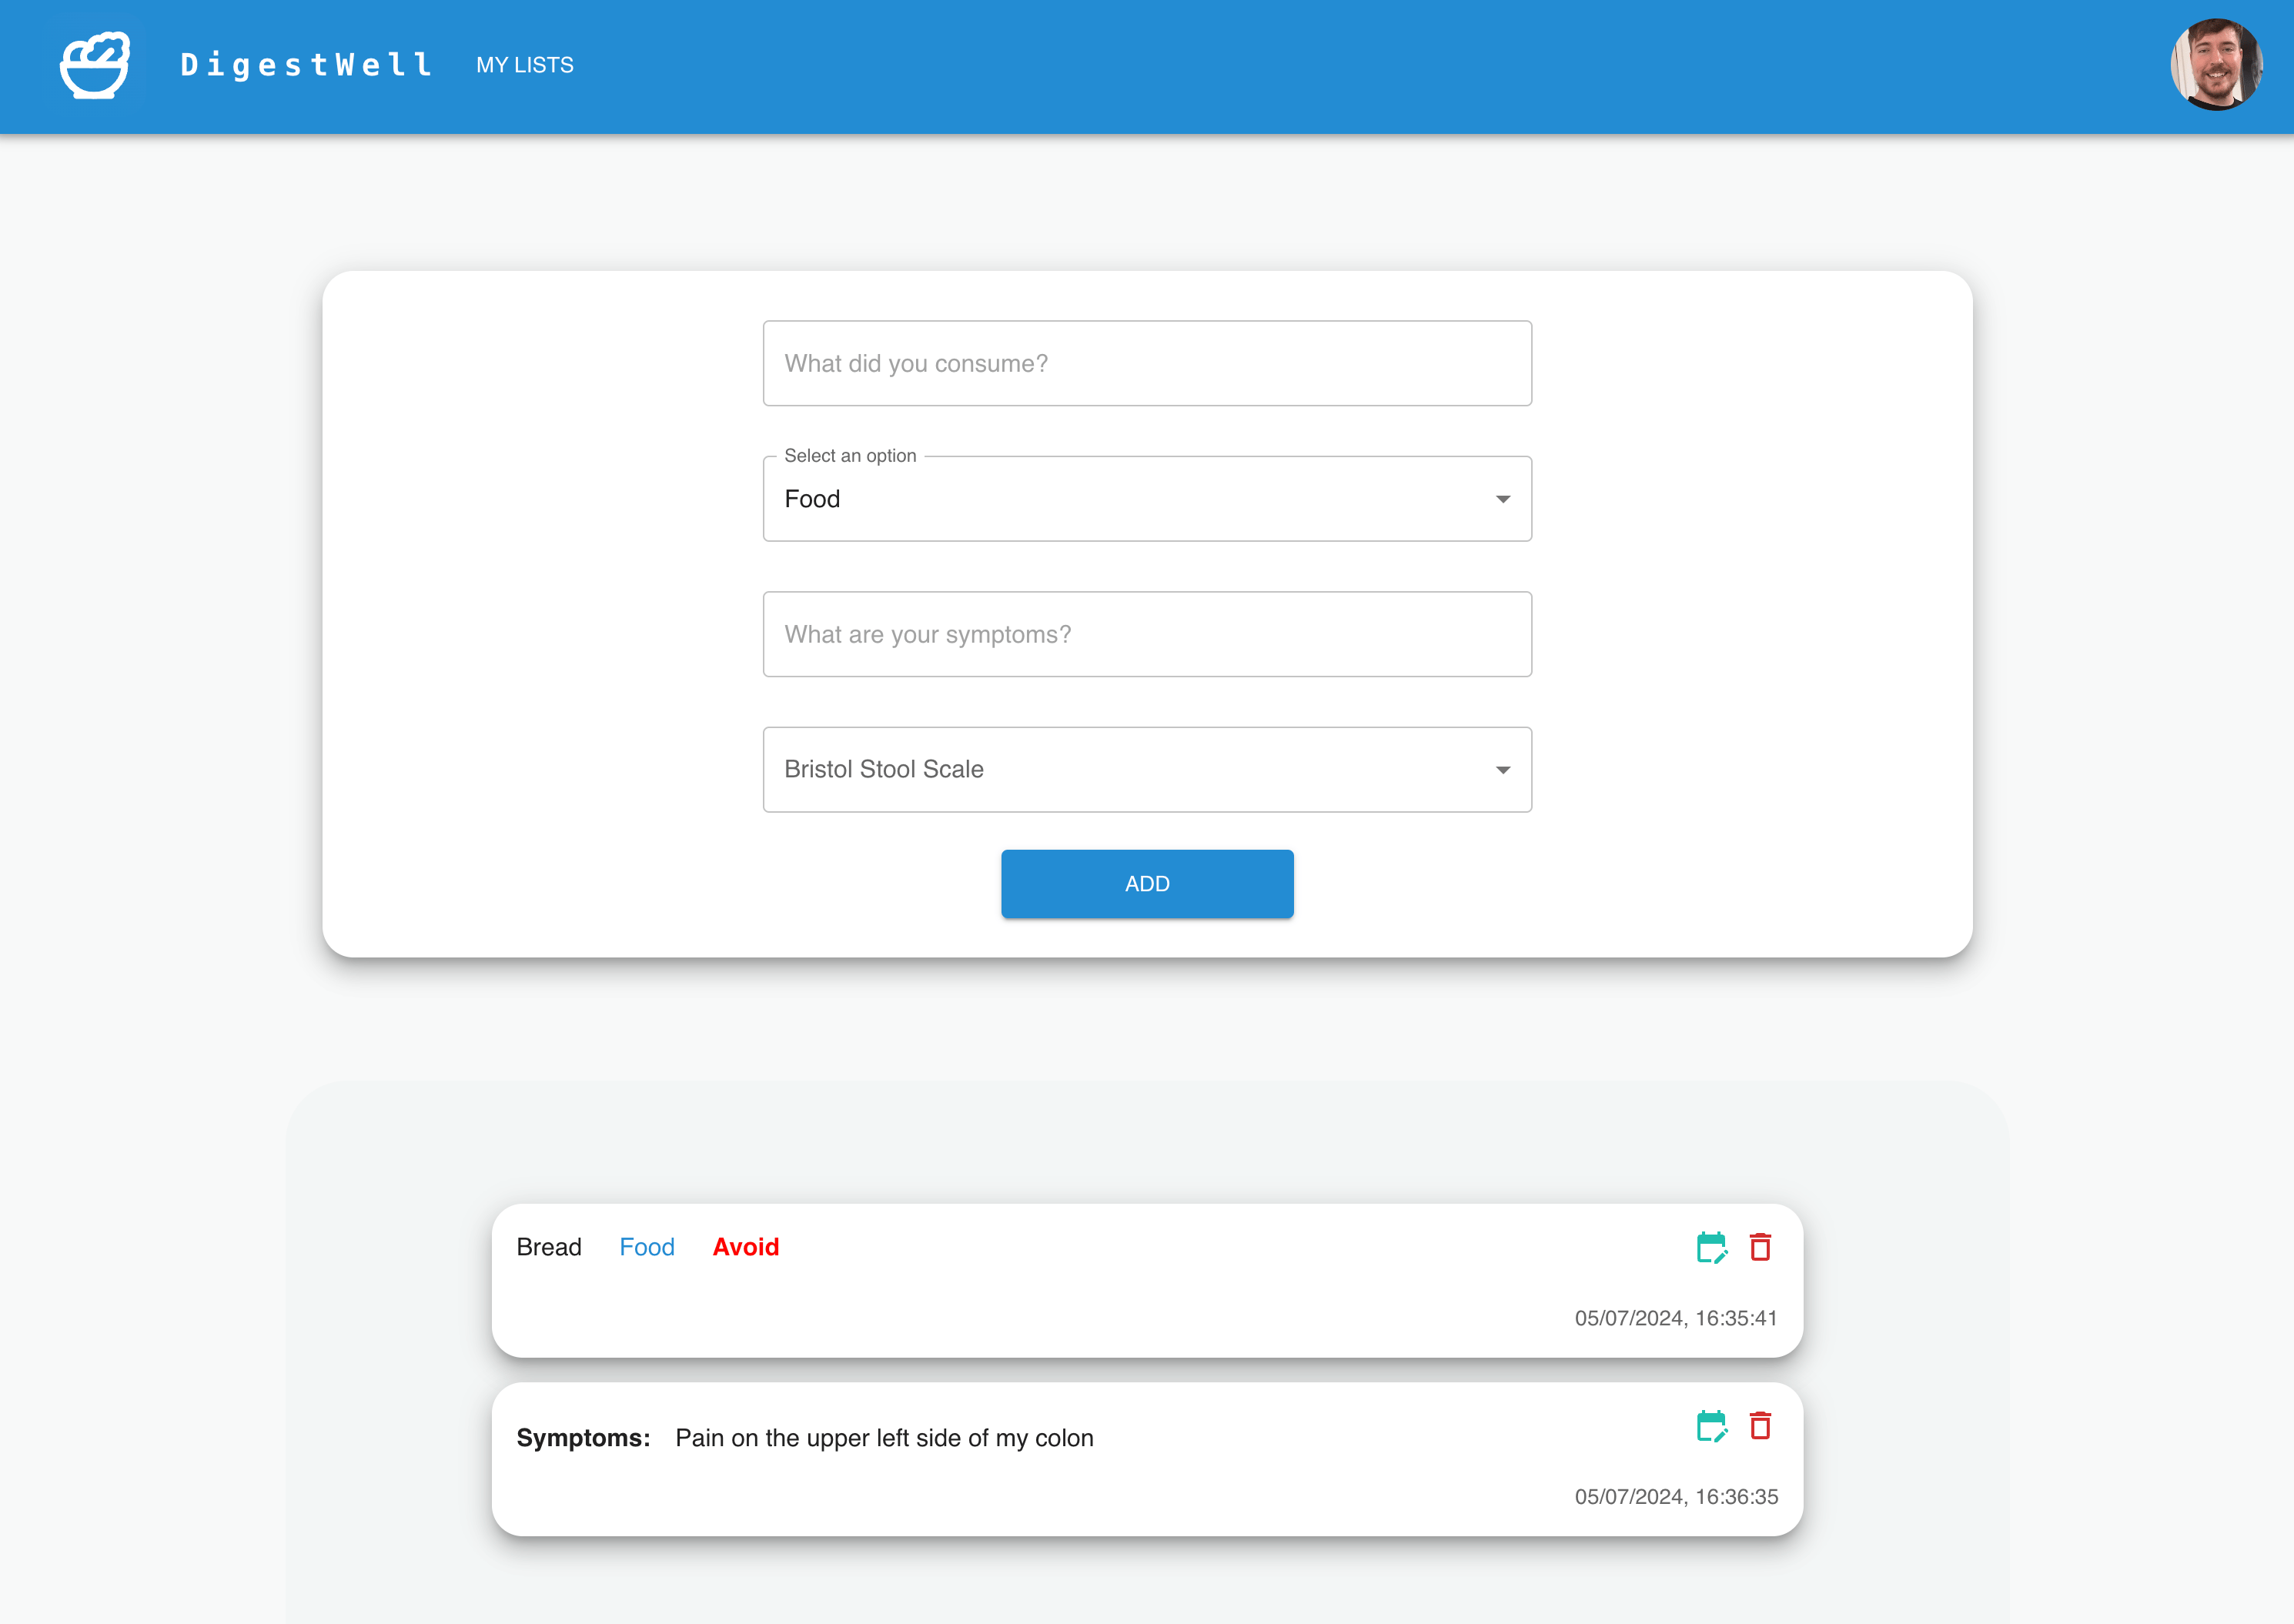 DigestWell MY LISTS
What did you consume?
Select an option
Food
What are your symptoms?
Bristol Stool Scale
ADD
Bread Food Avoid
05/07/2024, 16:35:41
Symptoms: Pain on the upper left side of my colon
05/07/2024, 16:36:35